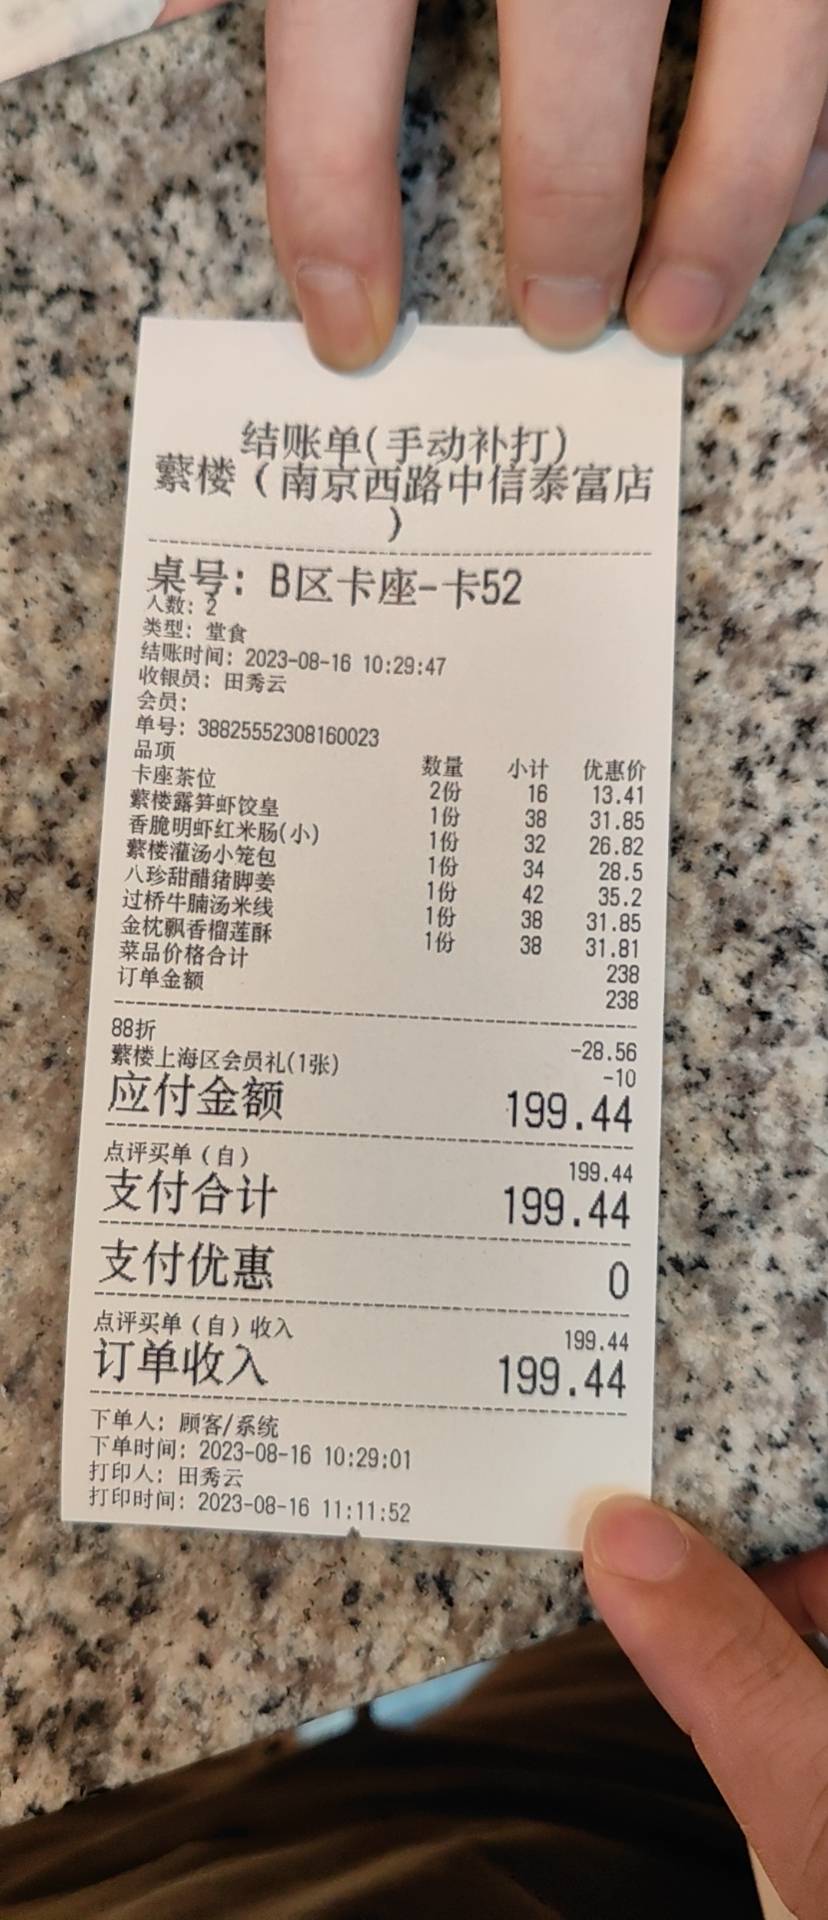 结账单(手动补打)
蘩楼（南京西路中信泰富店
）
桌号: B区卡座-卡52
人数: 2
类型: 堂食
结账时间: 2023-08-16 10:29:47
收银员: 田秀云
会员:
单号: 38825552308160023
品项 数量 小计 优惠价
卡座茶位 2份 16 13.41
蘩楼露笋虾饺皇 1份 38 31.85
香脆明虾红米肠(小) 1份 32 26.82
蘩楼灌汤小笼包 1份 34 28.5
八珍甜醋猪脚姜 1份 42 35.2
过桥牛腩汤米线 1份 38 31.85
金枕飘香榴莲酥 1份 38 31.81
菜品价格合计 238
订单金额 238
88折 -28.56
蘩楼上海区会员礼(1张) -10
应付金额 199.44
点评买单（自） 199.44
支付合计 199.44
支付优惠 0
点评买单（自）收入 199.44
订单收入 199.44
下单人: 顾客/系统
下单时间: 2023-08-16 10:29:01
打印人: 田秀云
打印时间: 2023-08-16 11:11:52